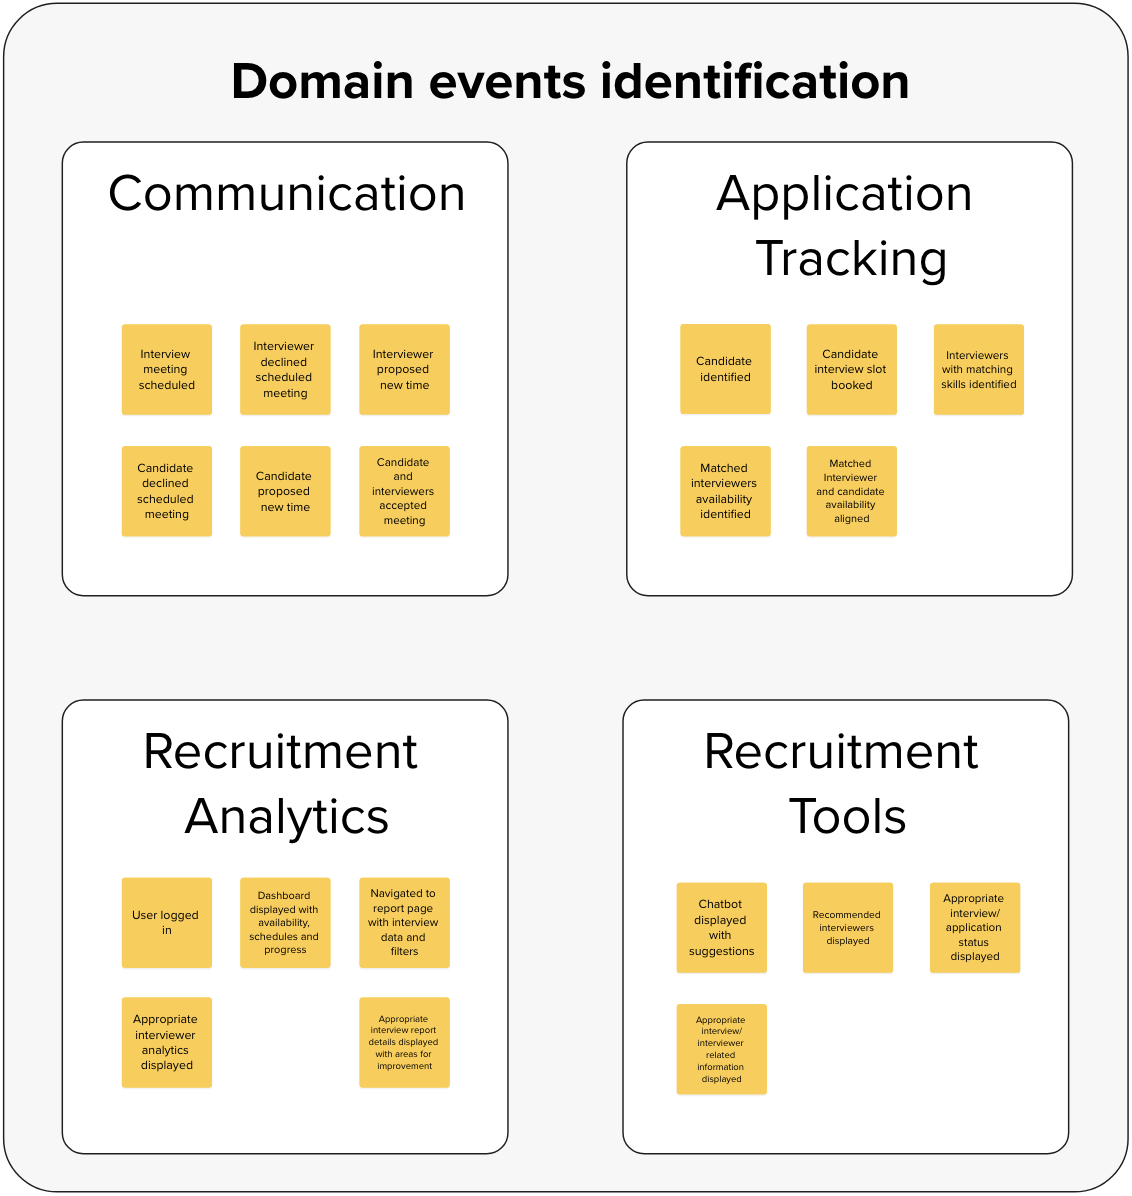 Domain events identification
Communication
Interview
meeting
scheduled
Interviewer
declined
scheduled
meeting
Interviewer
proposed
new time
Candidate
declined
scheduled
meeting
Candidate
proposed
new time
Candidate
and
interviewers
accepted
meeting
Application
Tracking
Candidate
identified
Candidate
interview slot
booked
Interviewers
with matching
skills identified
Matched
interviewers
availability
identified
Matched
Interviewer
and candidate
availability
aligned
Recruitment
Analytics
User logged
in
Dashboard
displayed with
availability,
schedules and
progress
Navigated to
report page
with interview
data and
filters
Appropriate
interviewer
analytics
displayed
Appropriate
interview report
details displayed
with areas for
improvement
Recruitment
Tools
Chatbot
displayed
with
suggestions
Recommended
interviewers
displayed
Appropriate
interview/
application
status
displayed
Appropriate
interview/
interviewer
related
information
displayed